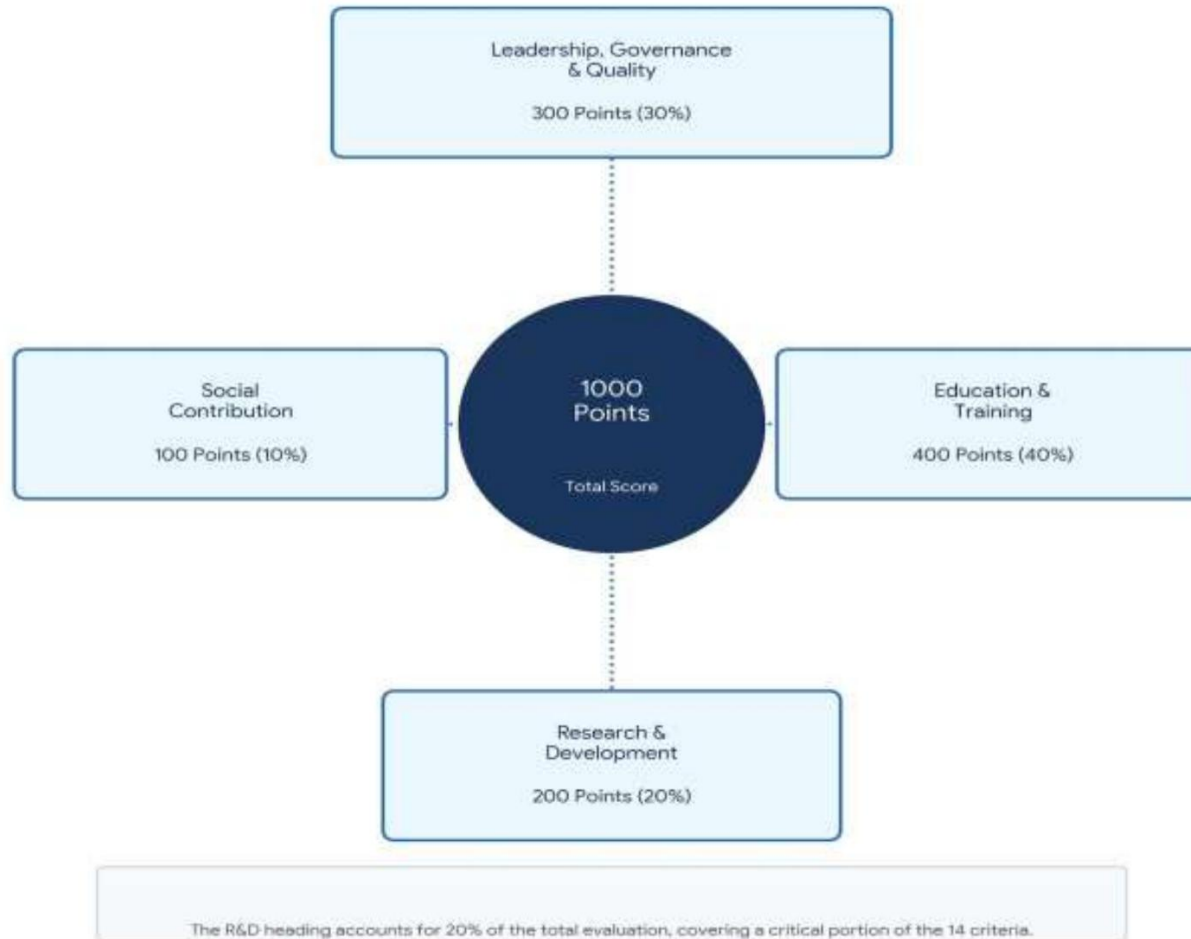 Leadership, Governance
& Quality
300 Points (30%)
Social
Contribution
100 Points (10%)
1000
Points
Total Score
Education &
Training
400 Points (40%)
Research &
Development
200 Points (20%)
The R&D heading accounts for 20% of the total evaluation, covering a critical portion of the 14 criteria.